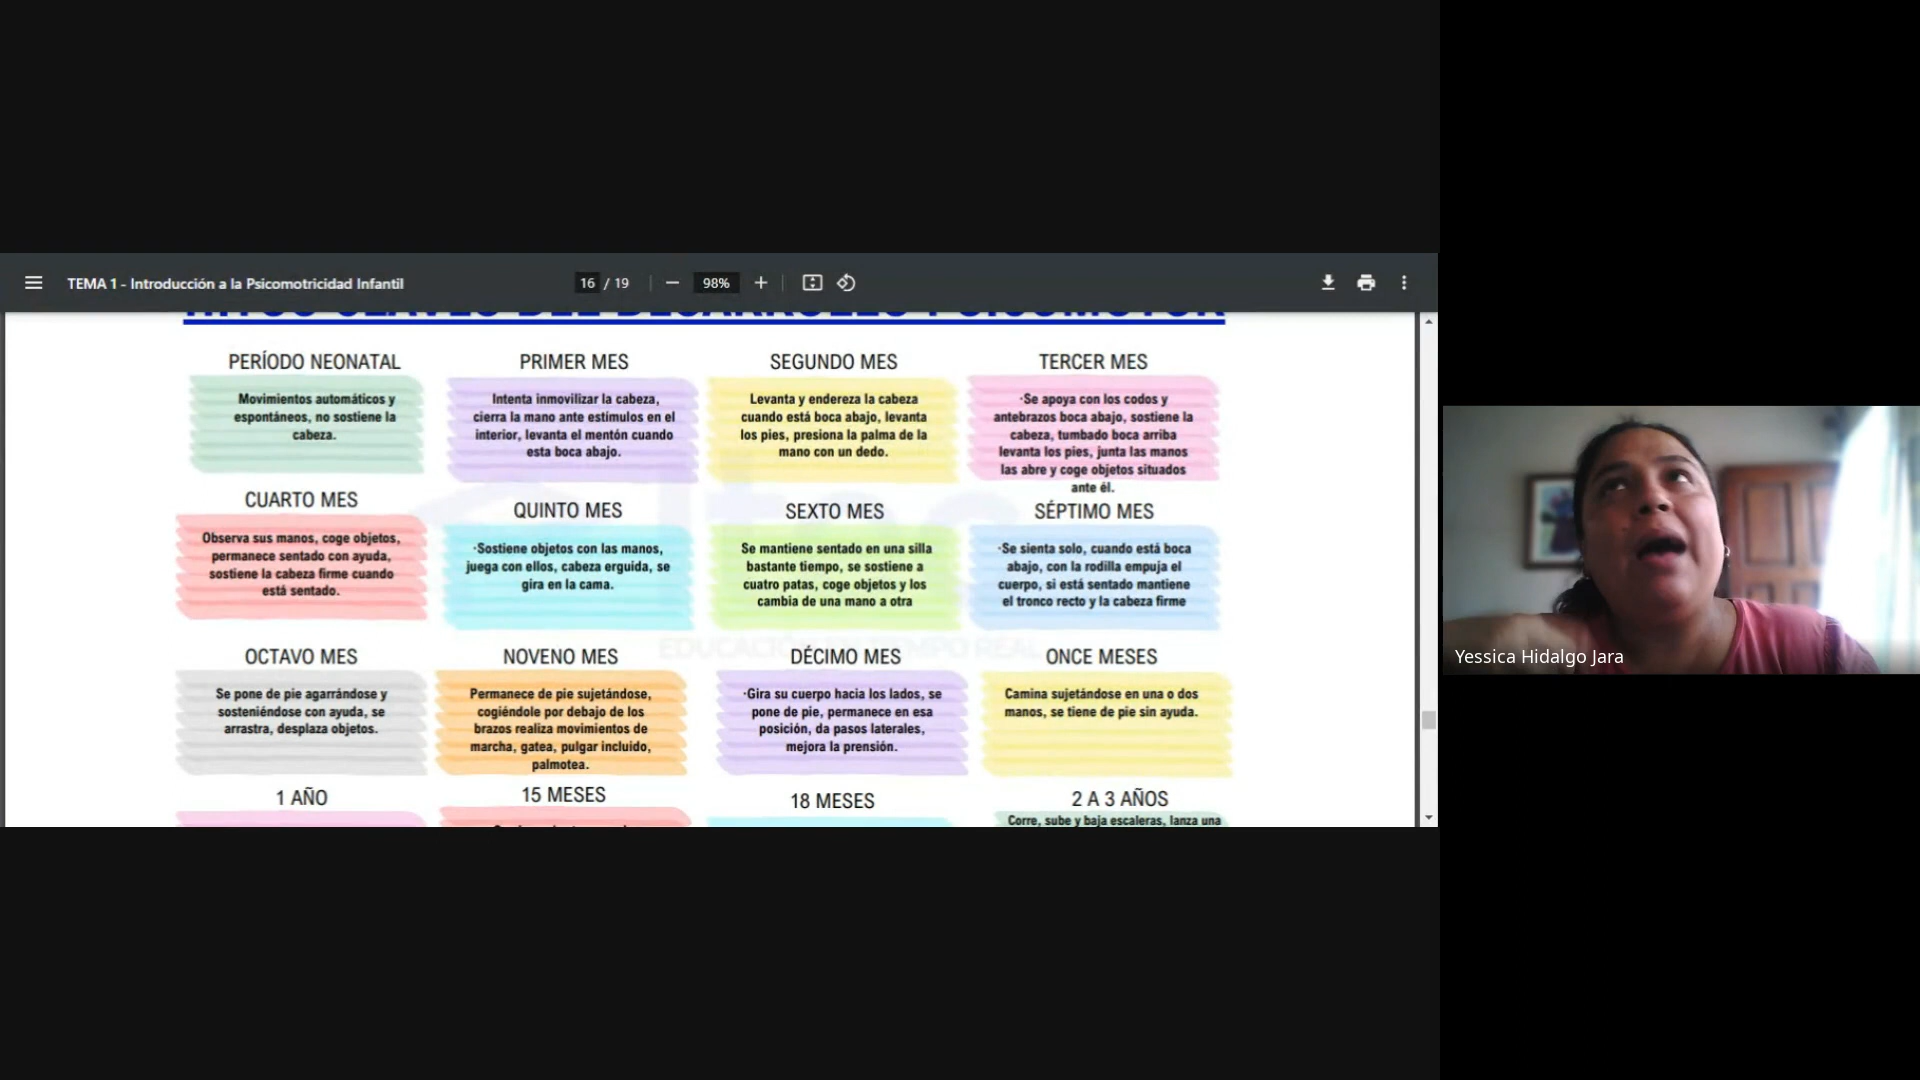 TEMA 1 - Introducción a la Psicomotricidad Infantil
16 / 19
98%
HITOS CLAVES DEL DESARROLLO PSICOMOTOR
PERÍODO NEONATAL
Movimientos automáticos y
espontáneos, no sostiene la
cabeza.
PRIMER MES
Intenta inmovilizar la cabeza,
cierra la mano ante estímulos en el
interior, levanta el mentón cuando
esta boca abajo.
SEGUNDO MES
Levanta y endereza la cabeza
cuando está boca abajo, levanta
los pies, presiona la palma de la
mano con un dedo.
TERCER MES
·Se apoya con los codos y
antebrazos boca abajo, sostiene la
cabeza, tumbado boca arriba
levanta los pies, junta las manos
las abre y coge objetos situados
ante él.
CUARTO MES
Observa sus manos, coge objetos,
permanece sentado con ayuda,
sostiene la cabeza firme cuando
está sentado.
QUINTO MES
·Sostiene objetos con las manos,
juega con ellos, cabeza erguida, se
gira en la cama.
SEXTO MES
Se mantiene sentado en una silla
bastante tiempo, se sostiene a
cuatro patas, coge objetos y los
cambia de una mano a otra
SÉPTIMO MES
·Se sienta solo, cuando está boca
abajo, con la rodilla empuja el
cuerpo, si está sentado mantiene
el tronco recto y la cabeza firme
EDUCACIÓN EN TIEMPO REAL
OCTAVO MES
Se pone de pie agarrándose y
sosteniéndose con ayuda, se
arrastra, desplaza objetos.
NOVENO MES
Permanece de pie sujetándose,
cogiéndole por debajo de los
brazos realiza movimientos de
marcha, gatea, pulgar incluido,
palmotea.
DÉCIMO MES
·Gira su cuerpo hacia los lados, se
pone de pie, permanece en esa
posición, da pasos laterales,
mejora la prensión.
ONCE MESES
Camina sujetándose en una o dos
manos, se tiene de pie sin ayuda.
1 AÑO
15 MESES
18 MESES
2 A 3 AÑOS
Corre, sube y baja escaleras, lanza una
Yessica Hidalgo Jara